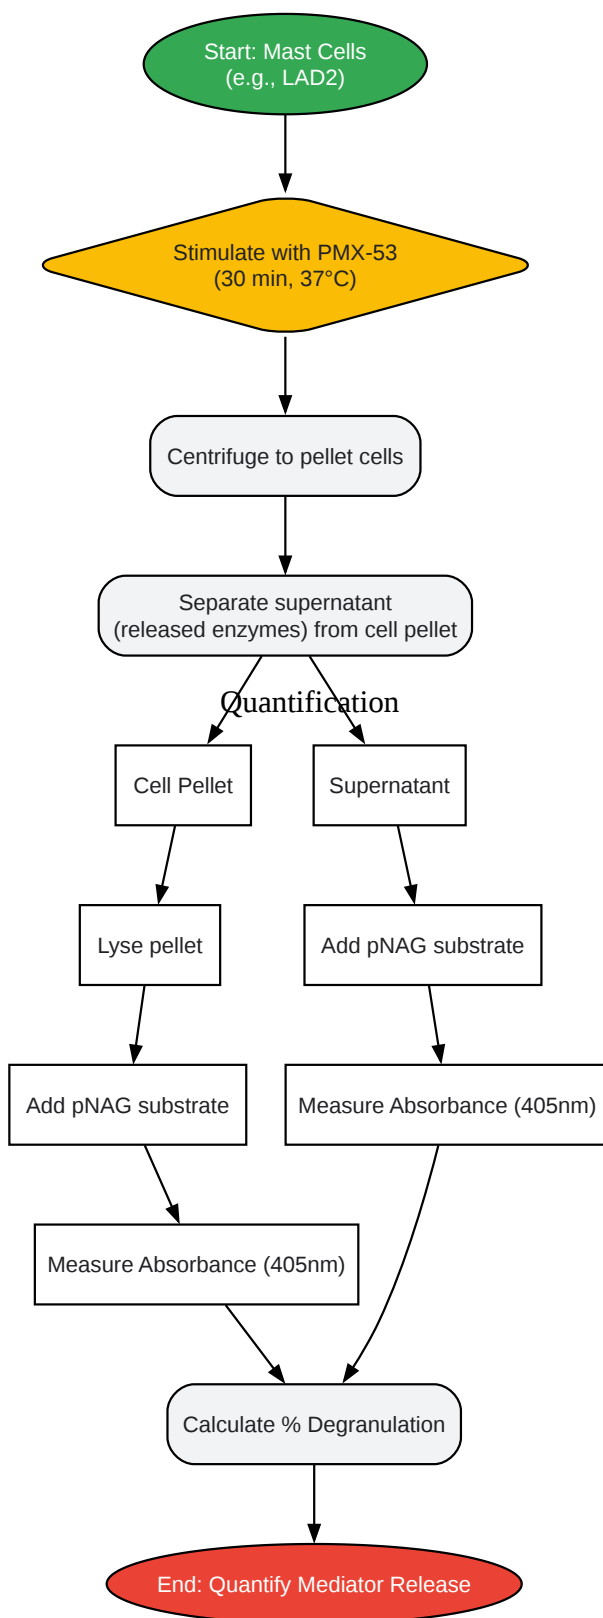 Start: Mast Cells
(e.g., LAD2)
Stimulate with PMX-53
(30 min, 37°C)
Centrifuge to pellet cells
Separate supernatant
(released enzymes) from cell pellet
Quantification
Cell Pellet
Supernatant
Lyse pellet
Add pNAG substrate
Add pNAG substrate
Measure Absorbance (405nm)
Measure Absorbance (405nm)
Calculate % Degranulation
End: Quantify Mediator Release